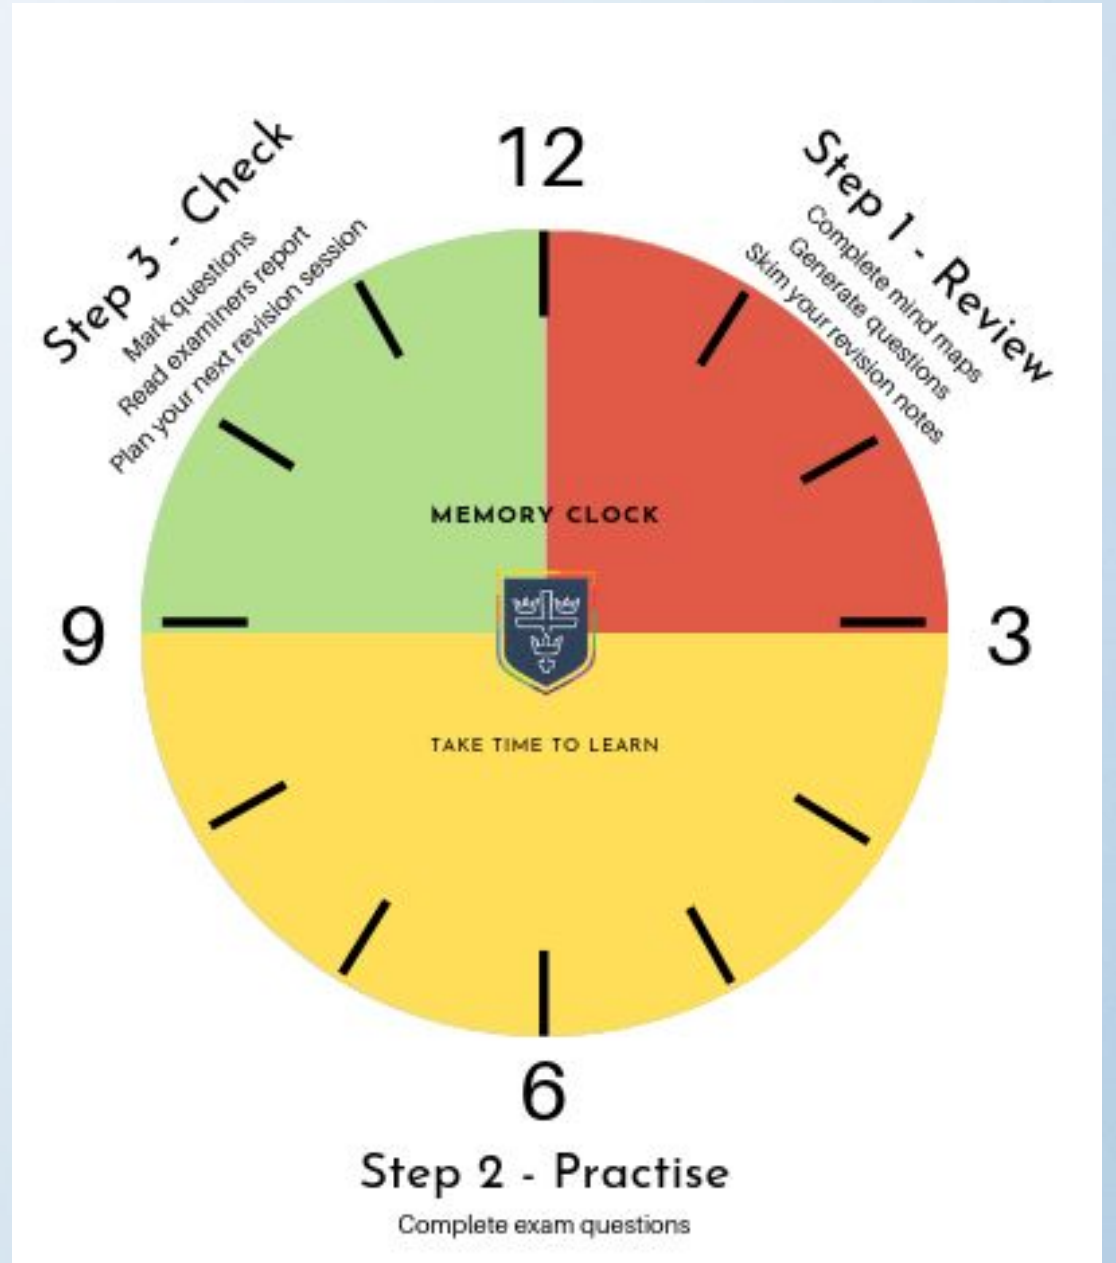 12
Step 1 - Review
Complete mind maps
Generate questions
Skim your revision notes
Step 3 - Check
Mark questions
Read examiners report
Plan your next revision session
MEMORY CLOCK
9
3
TAKE TIME TO LEARN
6
Step 2 - Practise
Complete exam questions